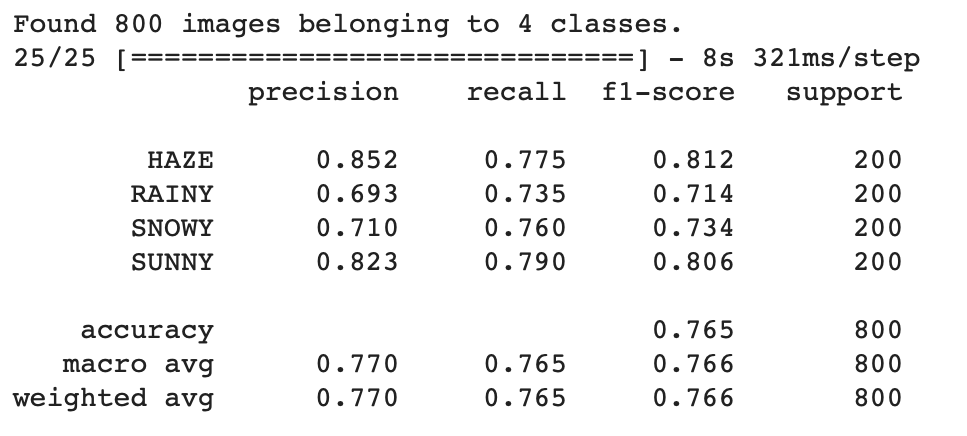 Found 800 images belonging to 4 classes.
25/25 [==============================] - 8s 321ms/step
precision recall f1-score support
HAZE 0.852 0.775 0.812 200
RAINY 0.693 0.735 0.714 200
SNOWY 0.710 0.760 0.734 200
SUNNY 0.823 0.790 0.806 200
accuracy 0.765 800
macro avg 0.770 0.765 0.766 800
weighted avg 0.770 0.765 0.766 800